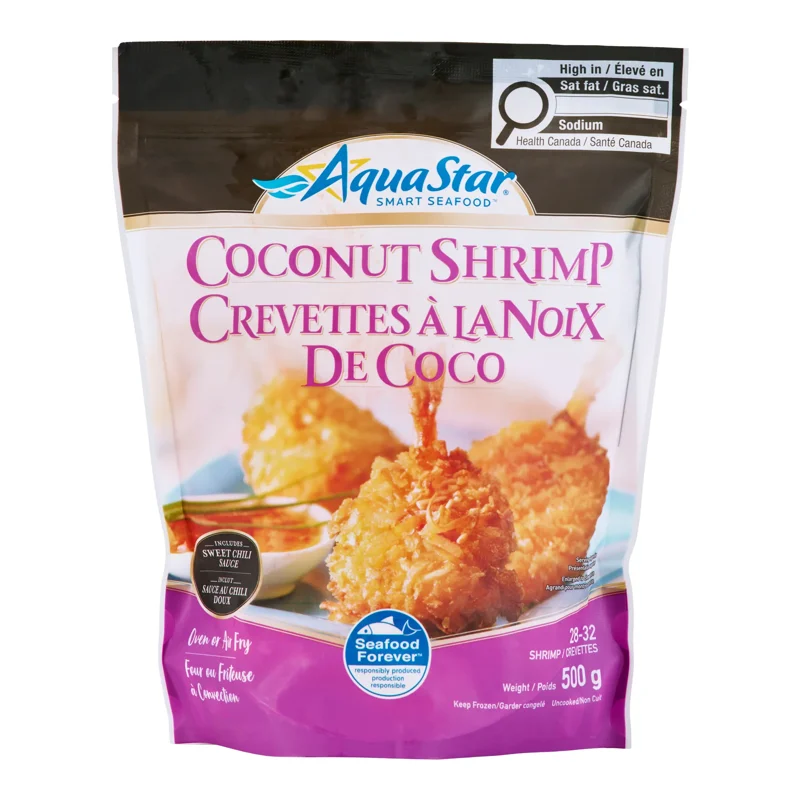 High in / Élevé en
Sat fat / Gras sat.
Sodium
Health Canada / Santé Canada
AquaStar®
SMART SEAFOOD™
COCONUT SHRIMP
CREVETTES À LA NOIX
DE COCO
INCLUDES
SWEET CHILI
SAUCE
INCLUT
SAUCE AU CHILI
DOUX
Oven or Air Fry
Four ou Friteuse
à Convection
Seafood
Forever™
responsibly produced
production
responsible
28-32
SHRIMP / CREVETTES
Weight / Poids 500 g
Keep Frozen/Garder congelé Uncooked/Non Cuit